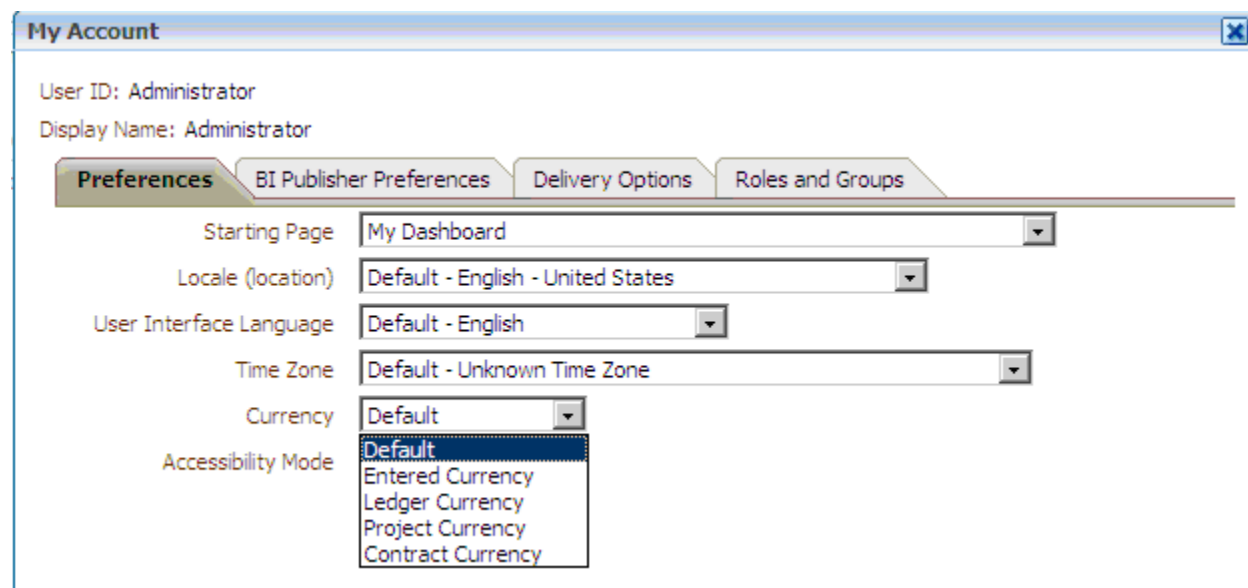 My Account
User ID: Administrator
Display Name: Administrator
Preferences BI Publisher Preferences Delivery Options Roles and Groups
Starting Page My Dashboard
Locale (location) Default - English - United States
User Interface Language Default - English
Time Zone Default - Unknown Time Zone
Currency Default
Default
Accessibility Mode
Entered Currency
Ledger Currency
Project Currency
Contract Currency